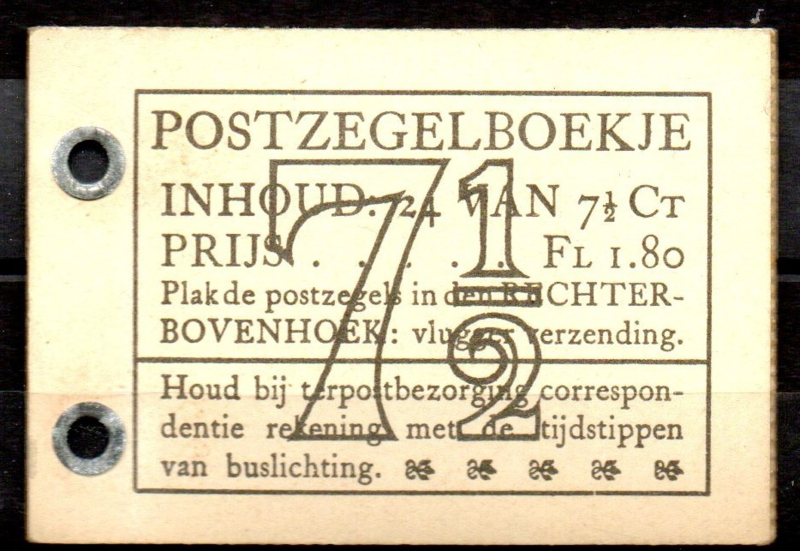 POSTZEGELBOEKJE
INHOUD: 24 VAN 7½ CT
PRIJS . . . . . FL 1.80
Plak de postzegels in den RECHTER-
BOVENHOEK: vlugger verzending.
7½
Houd bij terpostbezorging correspon-
dentie rekening met de tijdstippen
van buslichting.